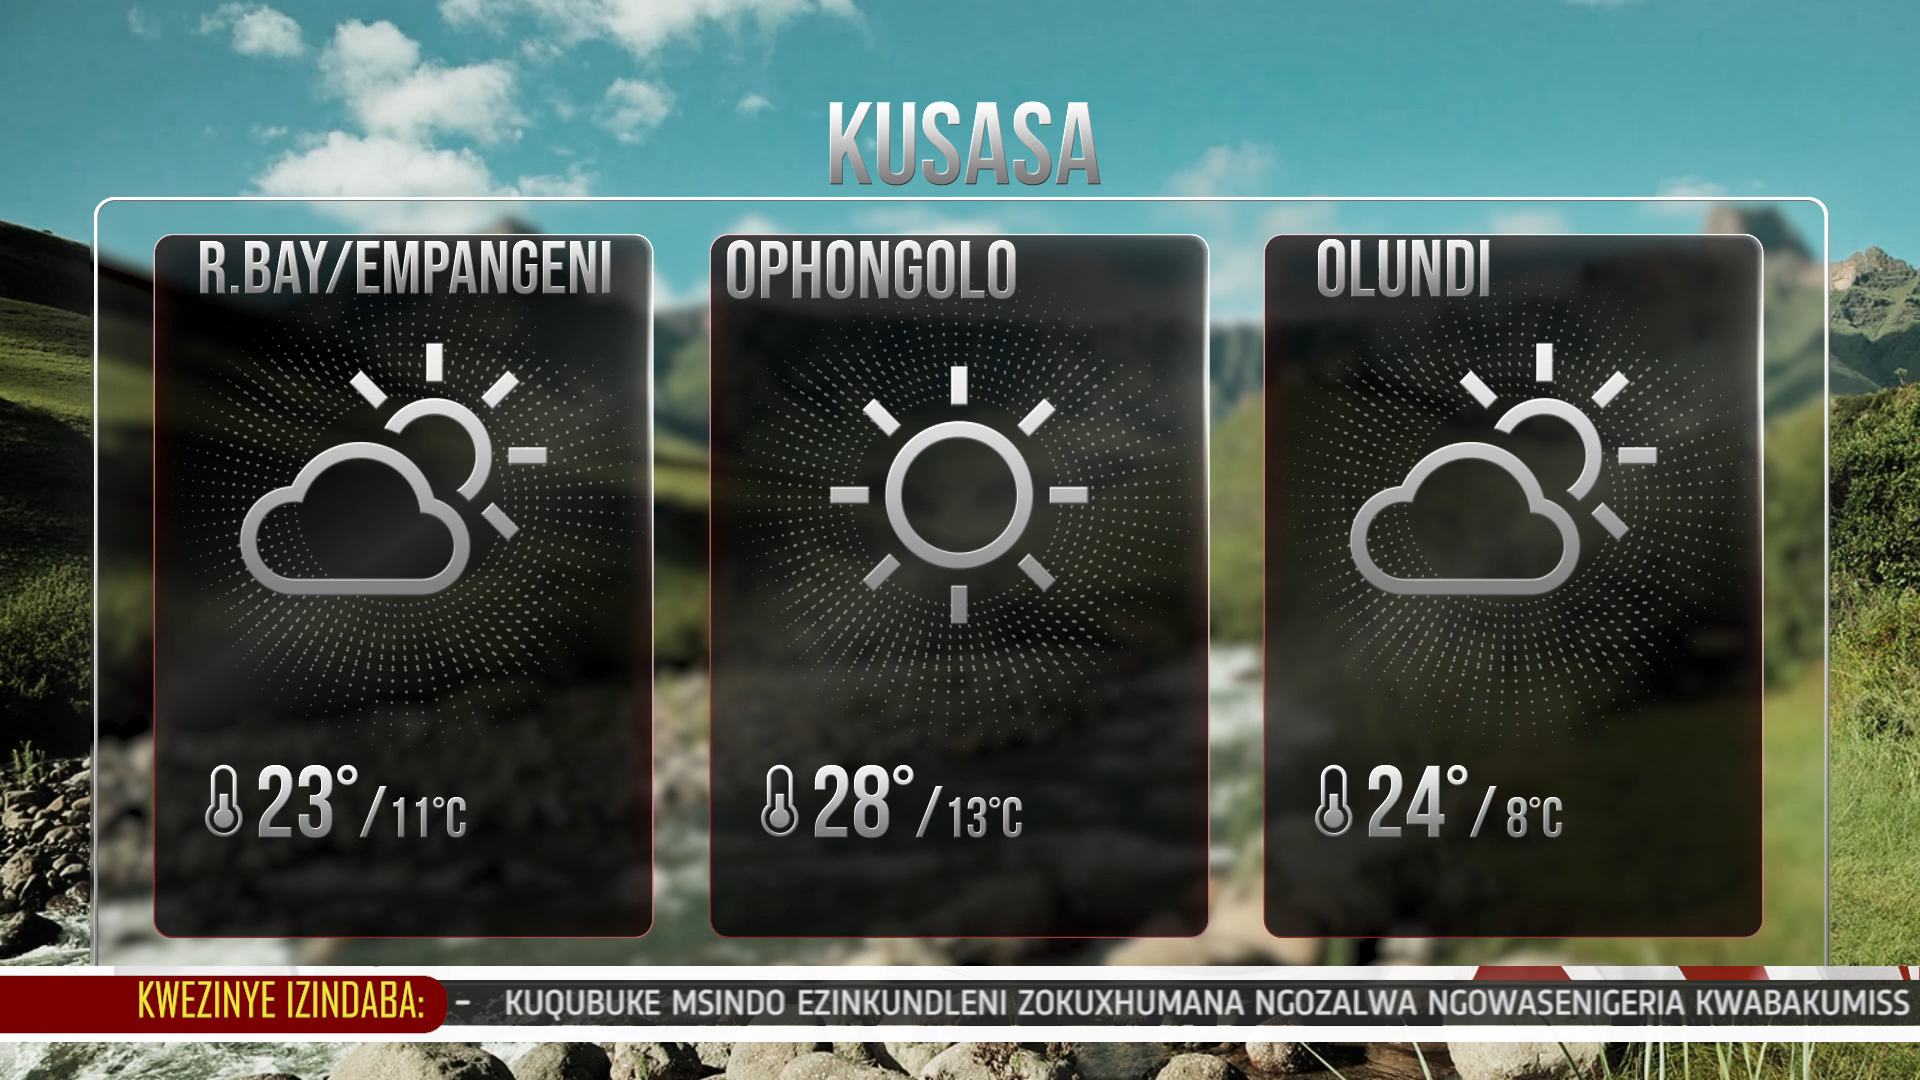 KUSASA
R.BAY/EMPANGENI
OPHONGOLO
OLUNDI
23°/11°C
28°/13°C
24°/8°C
KWEZINYE IZINDABA: - KUQUBUKE MSINDO EZINKUNDLENI ZOKUXHUMANA NGOZALWA NGOWASENIGERIA KWABAKUMISS